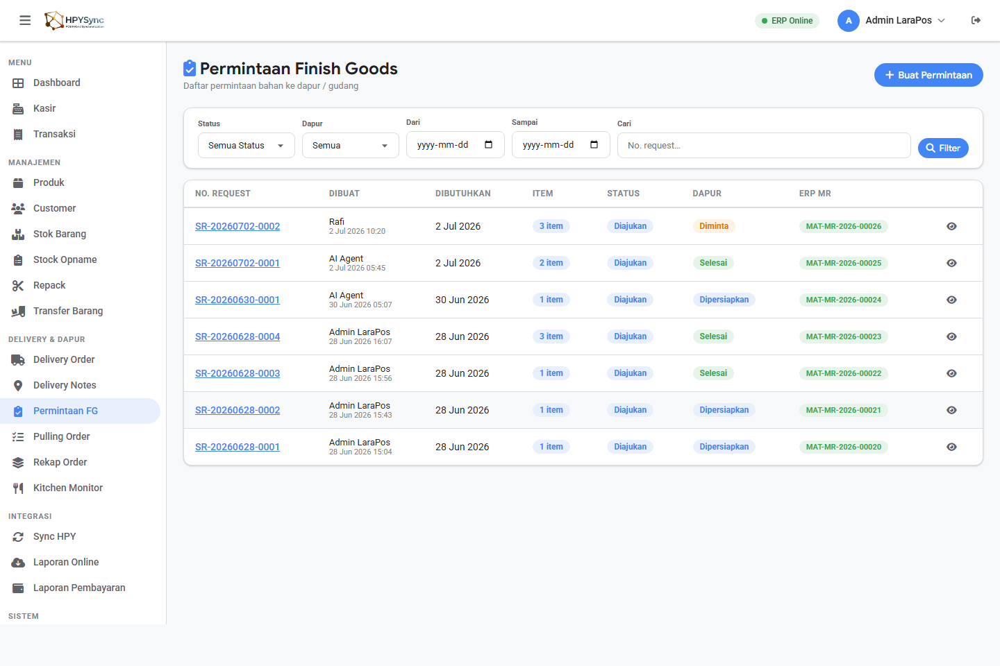 HPYSync
ERP Online
A
Admin LaraPos
MENU
Dashboard
Kasir
Transaksi
MANAJEMEN
Produk
Customer
Stok Barang
Stock Opname
Repack
Transfer Barang
DELIVERY & DAPUR
Delivery Order
Delivery Notes
Permintaan FG
Pulling Order
Rekap Order
Kitchen Monitor
INTEGRASI
Sync HPY
Laporan Online
Laporan Pembayaran
SISTEM
Permintaan Finish Goods
Daftar permintaan bahan ke dapur / gudang
Buat Permintaan
Status Dapur Dari Sampai Cari
Semua Status Semua yyyy-mm-dd yyyy-mm-dd No. request... Filter
NO. REQUEST DIBUAT DIBUTUHKAN ITEM STATUS DAPUR ERP MR
SR-20260702-0002 Rafi 2 Jul 2026 3 item Diajukan Diminta MAT-MR-2026-00026
2 Jul 2026 10:20
SR-20260702-0001 AI Agent 2 Jul 2026 2 item Diajukan Selesai MAT-MR-2026-00025
2 Jul 2026 05:45
SR-20260630-0001 AI Agent 30 Jun 2026 1 item Diajukan Dipersiapkan MAT-MR-2026-00024
30 Jun 2026 05:07
SR-20260628-0004 Admin LaraPos 28 Jun 2026 3 item Diajukan Selesai MAT-MR-2026-00023
28 Jun 2026 16:07
SR-20260628-0003 Admin LaraPos 28 Jun 2026 1 item Diajukan Selesai MAT-MR-2026-00022
28 Jun 2026 15:56
SR-20260628-0002 Admin LaraPos 28 Jun 2026 1 item Diajukan Dipersiapkan MAT-MR-2026-00021
28 Jun 2026 15:43
SR-20260628-0001 Admin LaraPos 28 Jun 2026 1 item Diajukan Dipersiapkan MAT-MR-2026-00020
28 Jun 2026 15:04